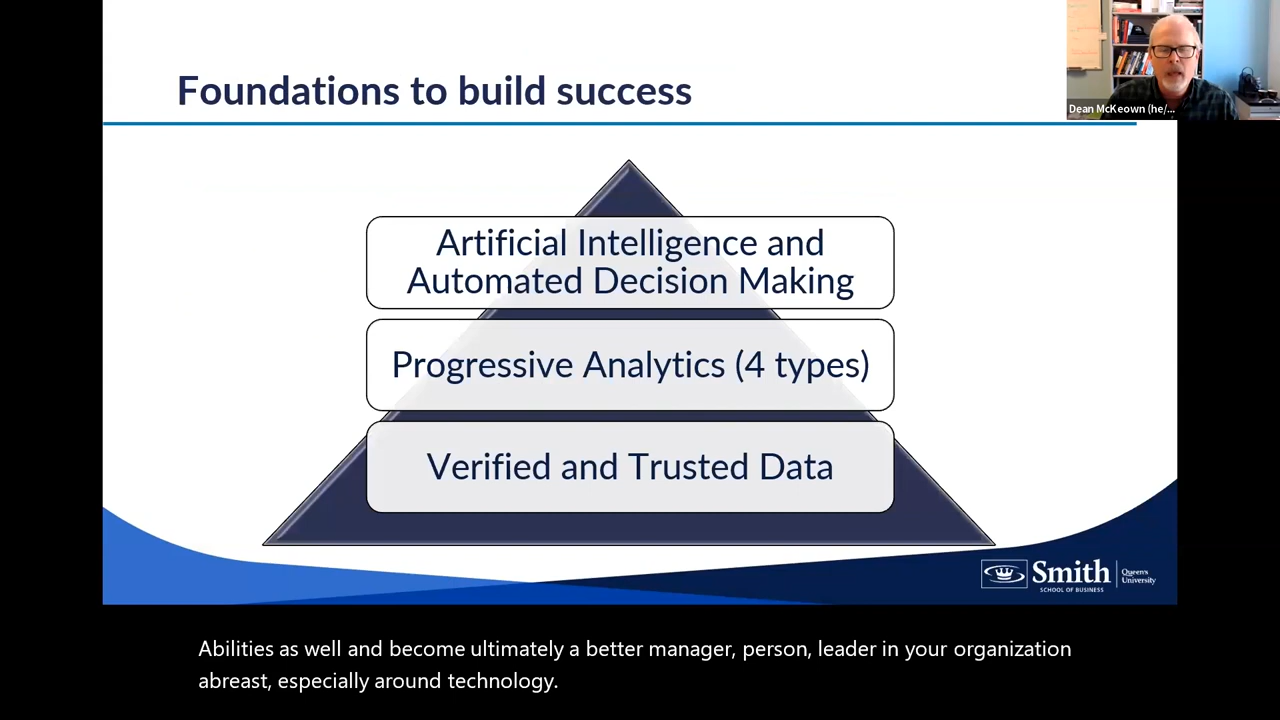 Foundations to build success
Dean McKeown (he/...
Artificial Intelligence and
Automated Decision Making
Progressive Analytics (4 types)
Verified and Trusted Data
Smith
SCHOOL OF BUSINESS
Queen's
University
Abilities as well and become ultimately a better manager, person, leader in your organization
abreast, especially around technology.